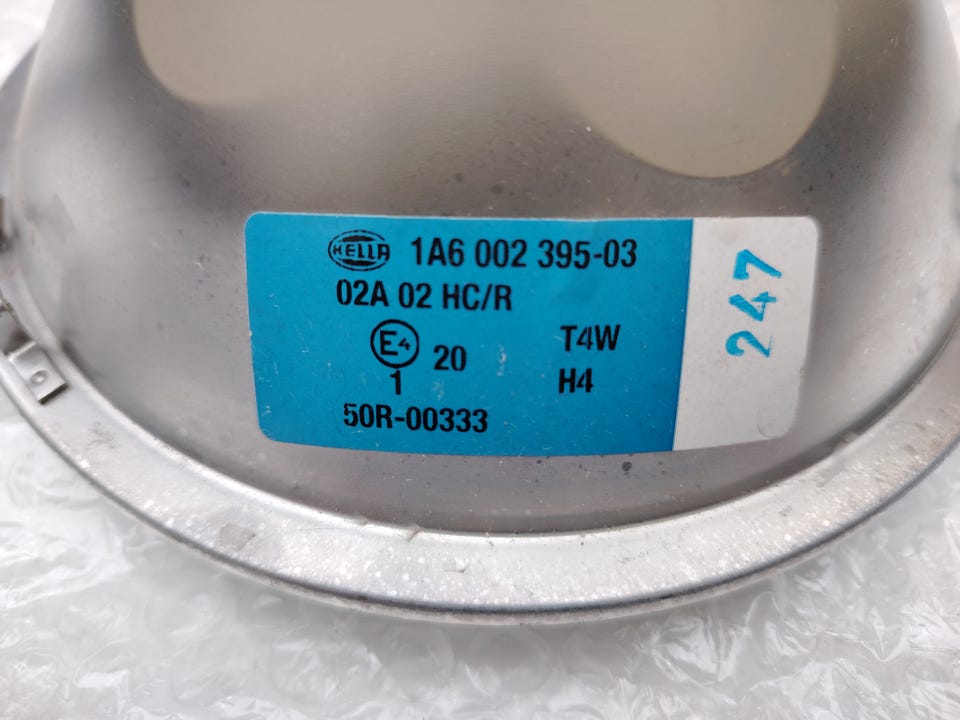 HELLA 1A6 002 395-03
02A 02 HC/R
E4 20 T4W
1 H4
50R-00333
247